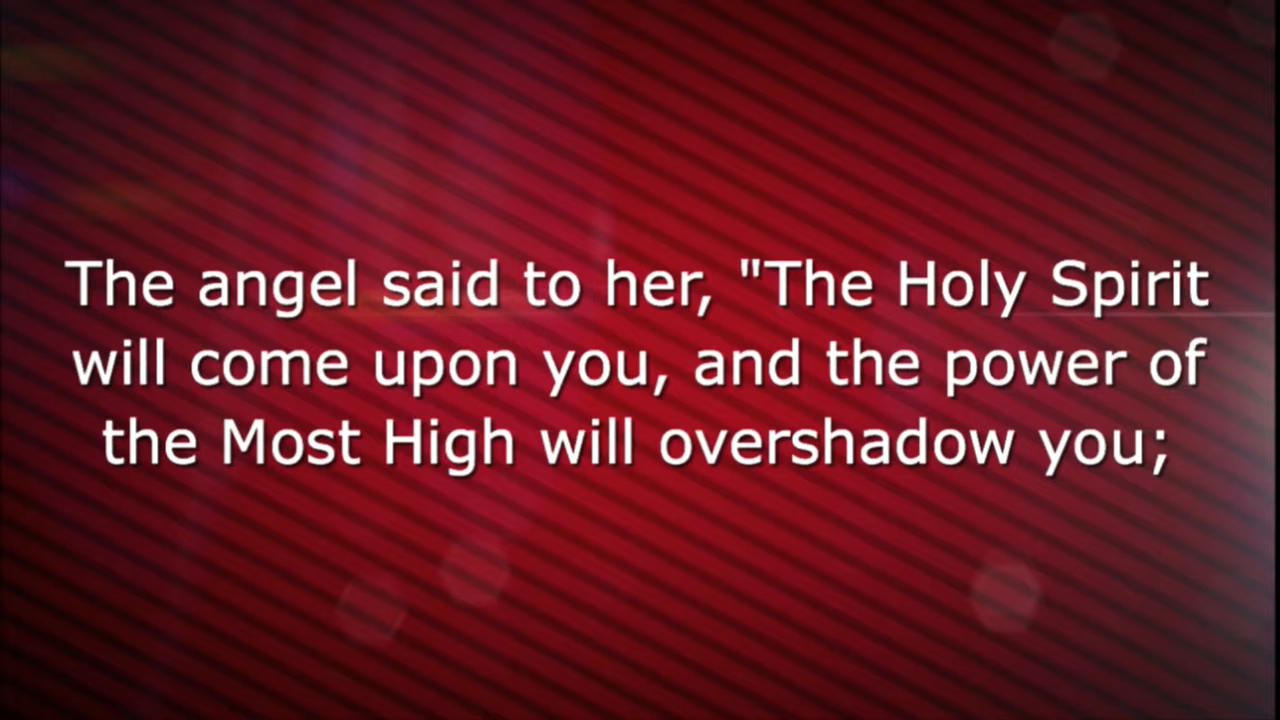 The angel said to her, "The Holy Spirit
will come upon you, and the power of
the Most High will overshadow you;